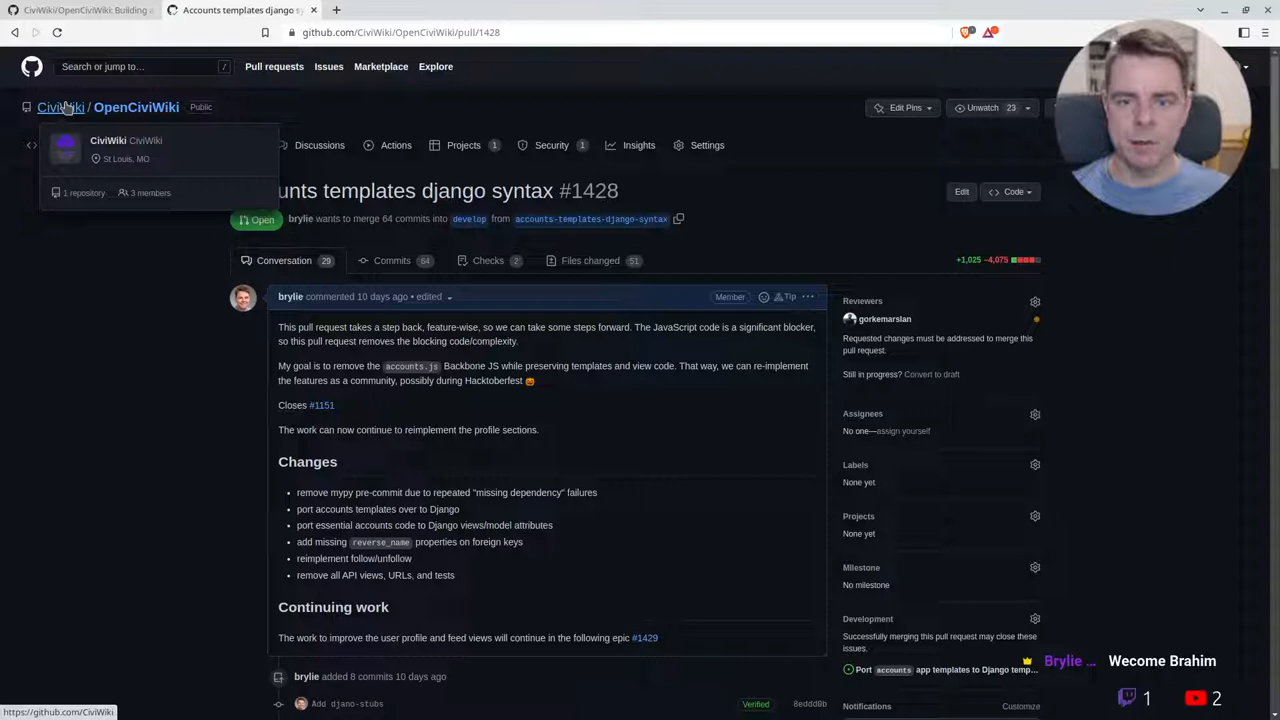 CiviWiki/OpenCiviWiki: Building a
Accounts templates django sy
github.com/CiviWiki/OpenCiviWiki/pull/1428
Search or jump to…
/
Pull requests
Issues
Marketplace
Explore
CiviWiki / OpenCiviWiki
Public
Edit Pins
Unwatch 23
CiviWiki CiviWiki
St Louis, MO
1 repository
3 members
Discussions
Actions
Projects 1
Security 1
Insights
Settings
unts templates django syntax #1428
Edit
Code
Open
brylie wants to merge 64 commits into develop from accounts-templates-django-syntax
Conversation 29
Commits 64
Checks 2
Files changed 51
+1,025 −4,075
brylie commented 10 days ago • edited
Member
Tip
This pull request takes a step back, feature-wise, so we can take some steps forward. The JavaScript code is a significant blocker,
so this pull request removes the blocking code/complexity.
My goal is to remove the accounts.js Backbone JS while preserving templates and view code. That way, we can re-implement
the features as a community, possibly during Hacktoberfest 🎃
Closes #1151
The work can now continue to reimplement the profile sections.
Changes
• remove mypy pre-commit due to repeated "missing dependency" failures
• port accounts templates over to Django
• port essential accounts code to Django views/model attributes
• add missing reverse_name properties on foreign keys
• reimplement follow/unfollow
• remove all API views, URLs, and tests
Continuing work
The work to improve the user profile and feed views will continue in the following epic #1429
brylie added 8 commits 10 days ago
Add djano-stubs
Verified
8eddd0b
Reviewers
gorkemarslan
Requested changes must be addressed to merge this
pull request.
Still in progress? Convert to draft
Assignees
No one—assign yourself
Labels
None yet
Projects
None yet
Milestone
No milestone
Development
Successfully merging this pull request may close these
issues.
Port accounts app templates to Django temp…
Notifications
Customize
Brylie ...
Wecome Brahim
1
2
https://github.com/CiviWiki